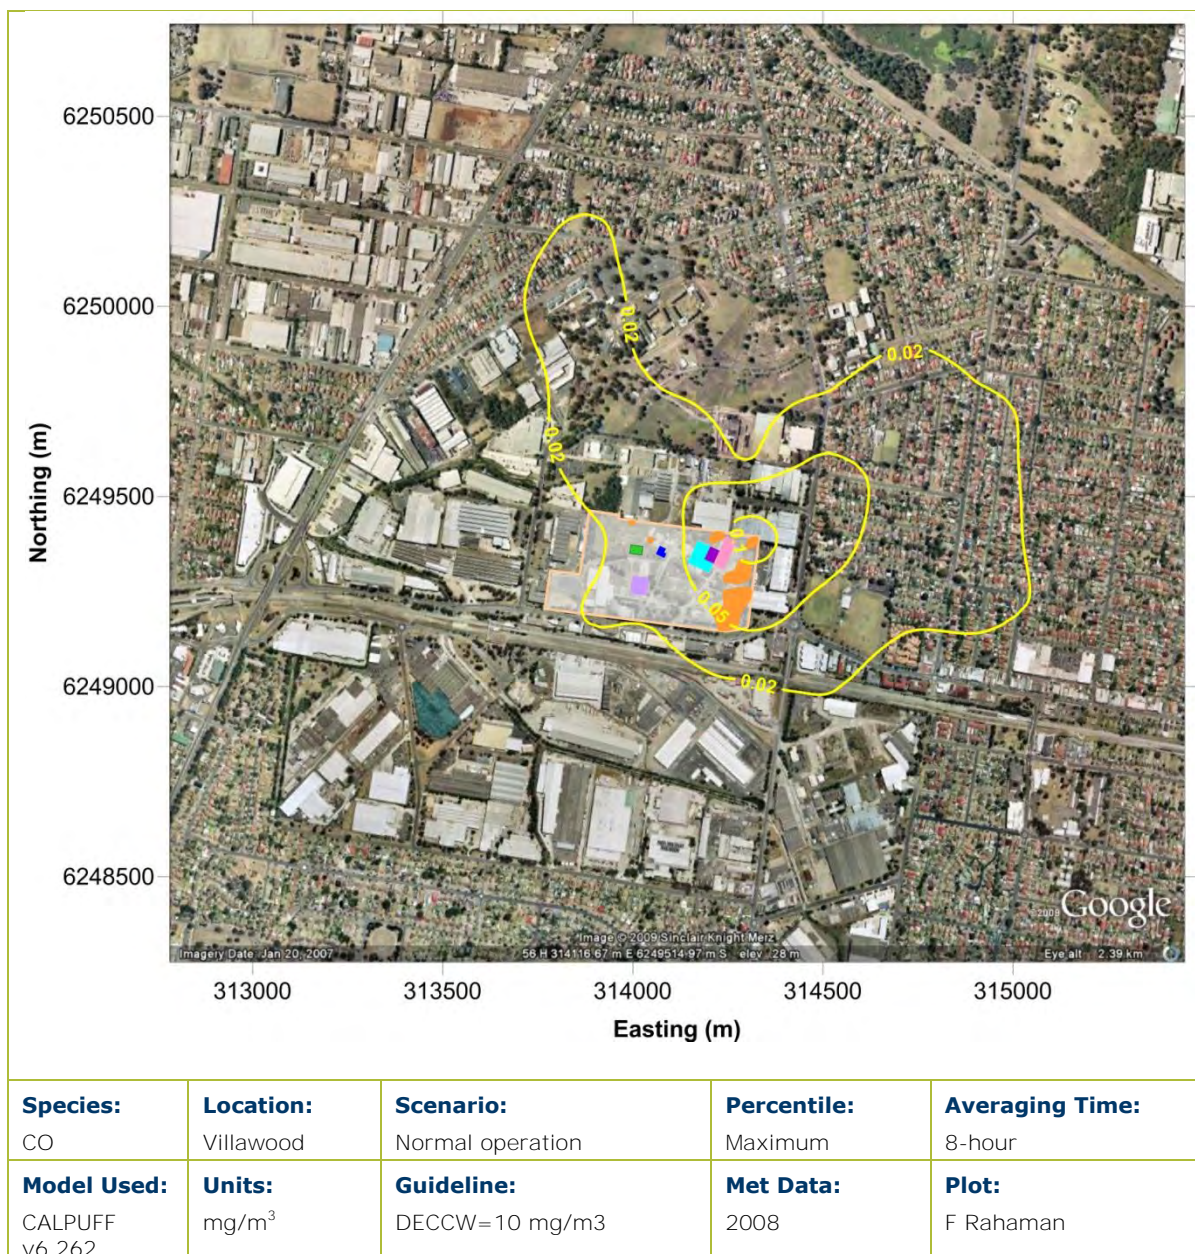 6250500
6250000
6249500
6249000
6248500
Northing (m)
0.02
0.02
0.02
0.1
0.05
0.02
©2009 Google
Image © 2009 Sinclair Knight Merz
Imagery Date: Jan 20, 2007
56 H 314116.67 m E 6249514.97 m S elev 28 m
Eye alt 2.39 km
313000
313500
314000
314500
315000
Easting (m)
Species:
CO
Location:
Villawood
Scenario:
Normal operation
Percentile:
Maximum
Averaging Time:
8-hour
Model Used:
CALPUFF
v6.262
Units:
mg/m³
Guideline:
DECCW=10 mg/m3
Met Data:
2008
Plot:
F Rahaman